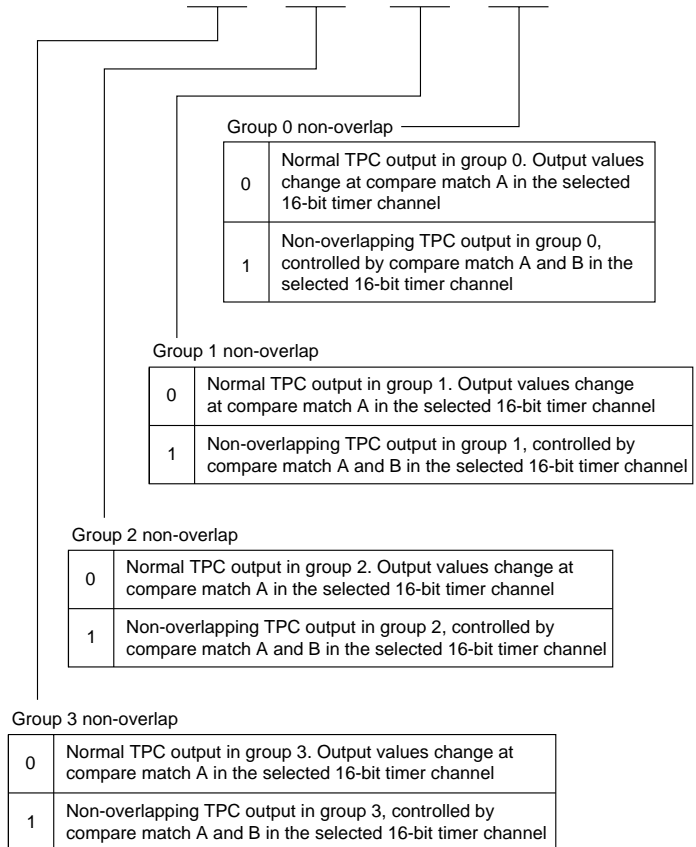 Group 0 non-overlap
0
Normal TPC output in group 0. Output values
change at compare match A in the selected
16-bit timer channel
1
Non-overlapping TPC output in group 0,
controlled by compare match A and B in the
selected 16-bit timer channel
Group 1 non-overlap
0
Normal TPC output in group 1. Output values change
at compare match A in the selected 16-bit timer channel
1
Non-overlapping TPC output in group 1, controlled by
compare match A and B in the selected 16-bit timer channel
Group 2 non-overlap
0
Normal TPC output in group 2. Output values change at
compare match A in the selected 16-bit timer channel
1
Non-overlapping TPC output in group 2, controlled by
compare match A and B in the selected 16-bit timer channel
Group 3 non-overlap
0
Normal TPC output in group 3. Output values change at
compare match A in the selected 16-bit timer channel
1
Non-overlapping TPC output in group 3, controlled by
compare match A and B in the selected 16-bit timer channel